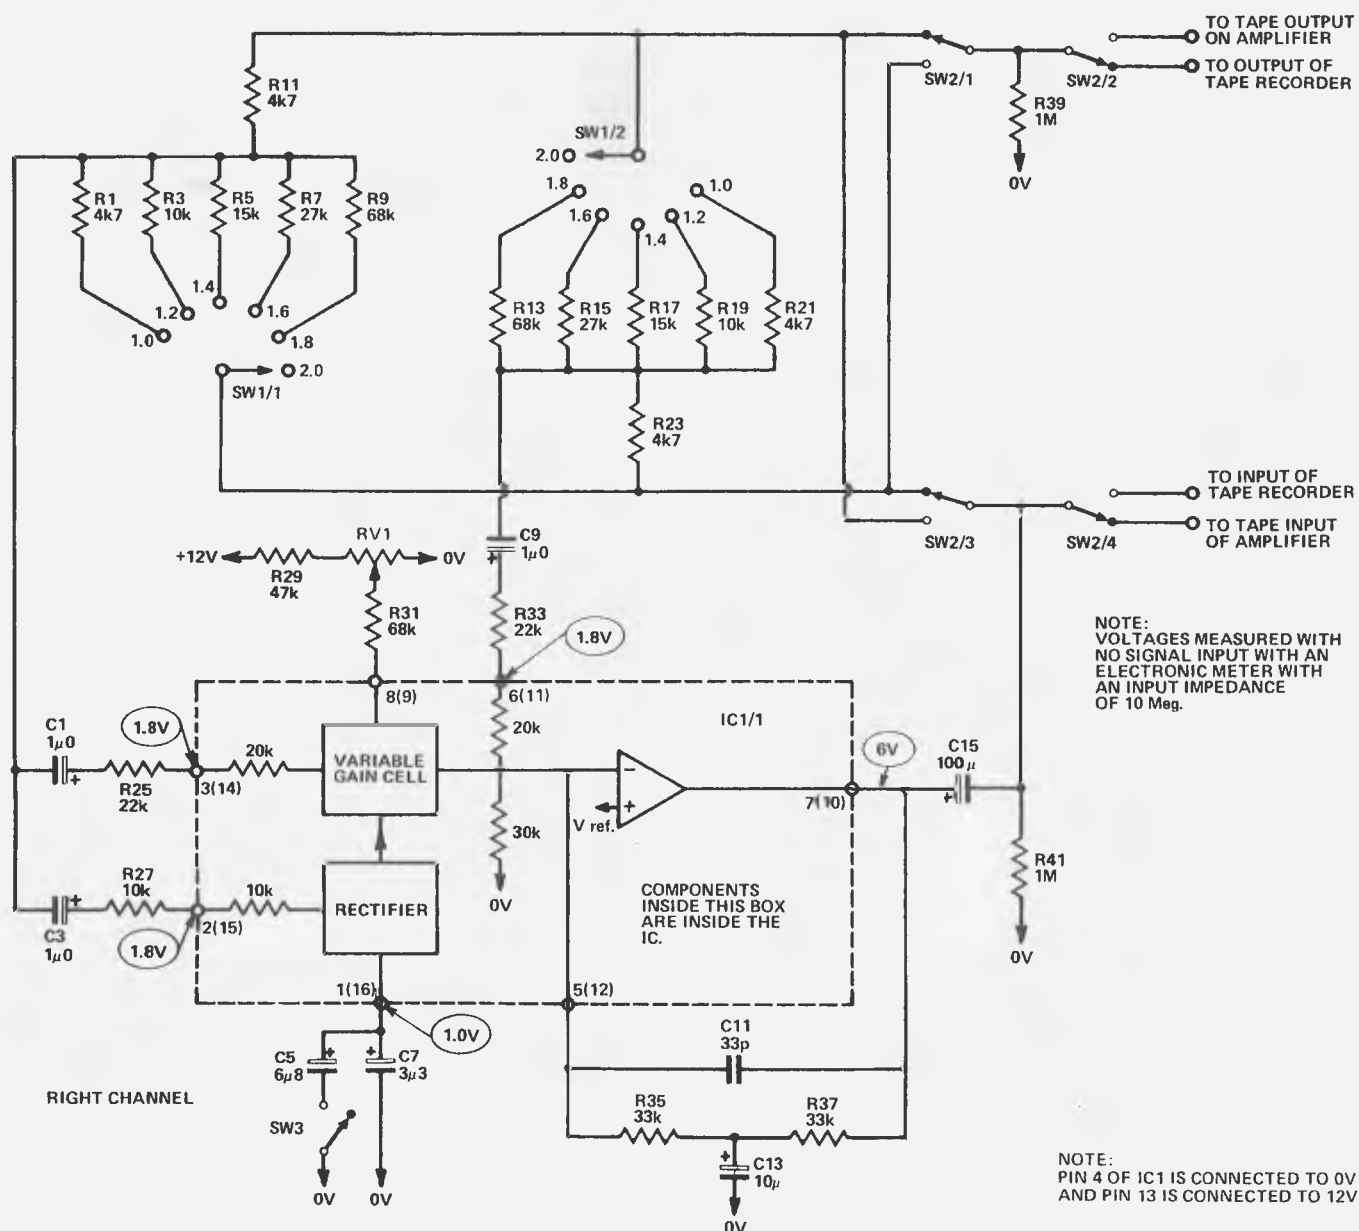 TO TAPE OUTPUT
ON AMPLIFIER
TO OUTPUT OF
TAPE RECORDER
SW2/1
SW2/2
R39
1M
0V
R11
4k7
SW1/2
2.0
1.8
1.6
1.4
1.2
1.0
R1
4k7
R3
10k
R5
15k
R7
27k
R9
68k
1.0
1.2
1.4
1.6
1.8
2.0
SW1/1
R13
68k
R15
27k
R17
15k
R19
10k
R21
4k7
R23
4k7
TO INPUT OF
TAPE RECORDER
TO TAPE INPUT
OF AMPLIFIER
SW2/3
SW2/4
+12V
R29
47k
RV1
0V
R31
68k
C9
1µ0
+
R33
22k
1.8V
NOTE:
VOLTAGES MEASURED WITH
NO SIGNAL INPUT WITH AN
ELECTRONIC METER WITH
AN INPUT IMPEDANCE
OF 10 Meg.
8(9)
6(11)
IC1/1
20k
C1
1µ0
+
R25
22k
1.8V
3(14)
20k
VARIABLE
GAIN CELL
−
+
V ref.
30k
0V
7(10)
6V
C15
100µ
+
R41
1M
0V
C3
1µ0
+
R27
10k
1.8V
2(15)
10k
RECTIFIER
COMPONENTS
INSIDE THIS BOX
ARE INSIDE THE
IC.
1(16)
1.0V
5(12)
C5
6µ8
+
C7
3µ3
+
SW3
0V
0V
RIGHT CHANNEL
C11
33p
R35
33k
R37
33k
C13
10µ
+
0V
NOTE:
PIN 4 OF IC1 IS CONNECTED TO 0V
AND PIN 13 IS CONNECTED TO 12V